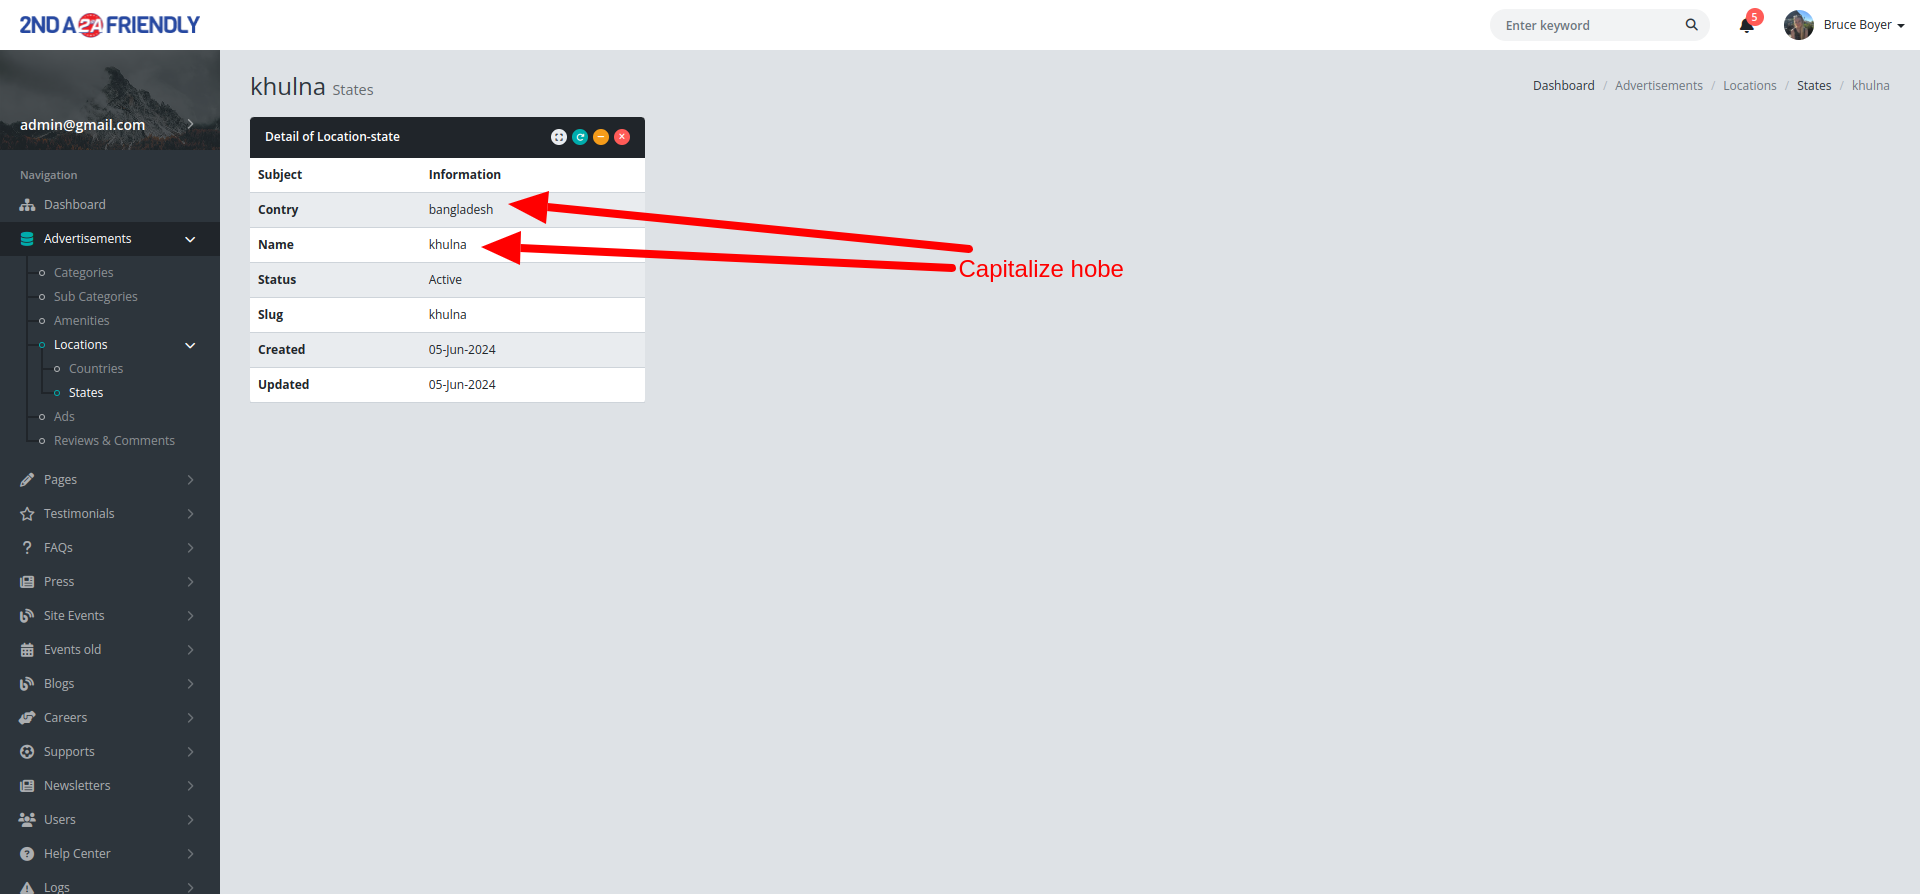 2ND A 2A FRIENDLY
Enter keyword
5
Bruce Boyer
admin@gmail.com
Navigation
Dashboard
Advertisements
Categories
Sub Categories
Amenities
Locations
Countries
States
Ads
Reviews & Comments
Pages
Testimonials
FAQs
Press
Site Events
Events old
Blogs
Careers
Supports
Newsletters
Users
Help Center
Logs
khulna States
Dashboard / Advertisements / Locations / States / khulna
Detail of Location-state
Subject Information
Contry bangladesh
Name khulna
Status Active
Slug khulna
Created 05-Jun-2024
Updated 05-Jun-2024
Capitalize hobe